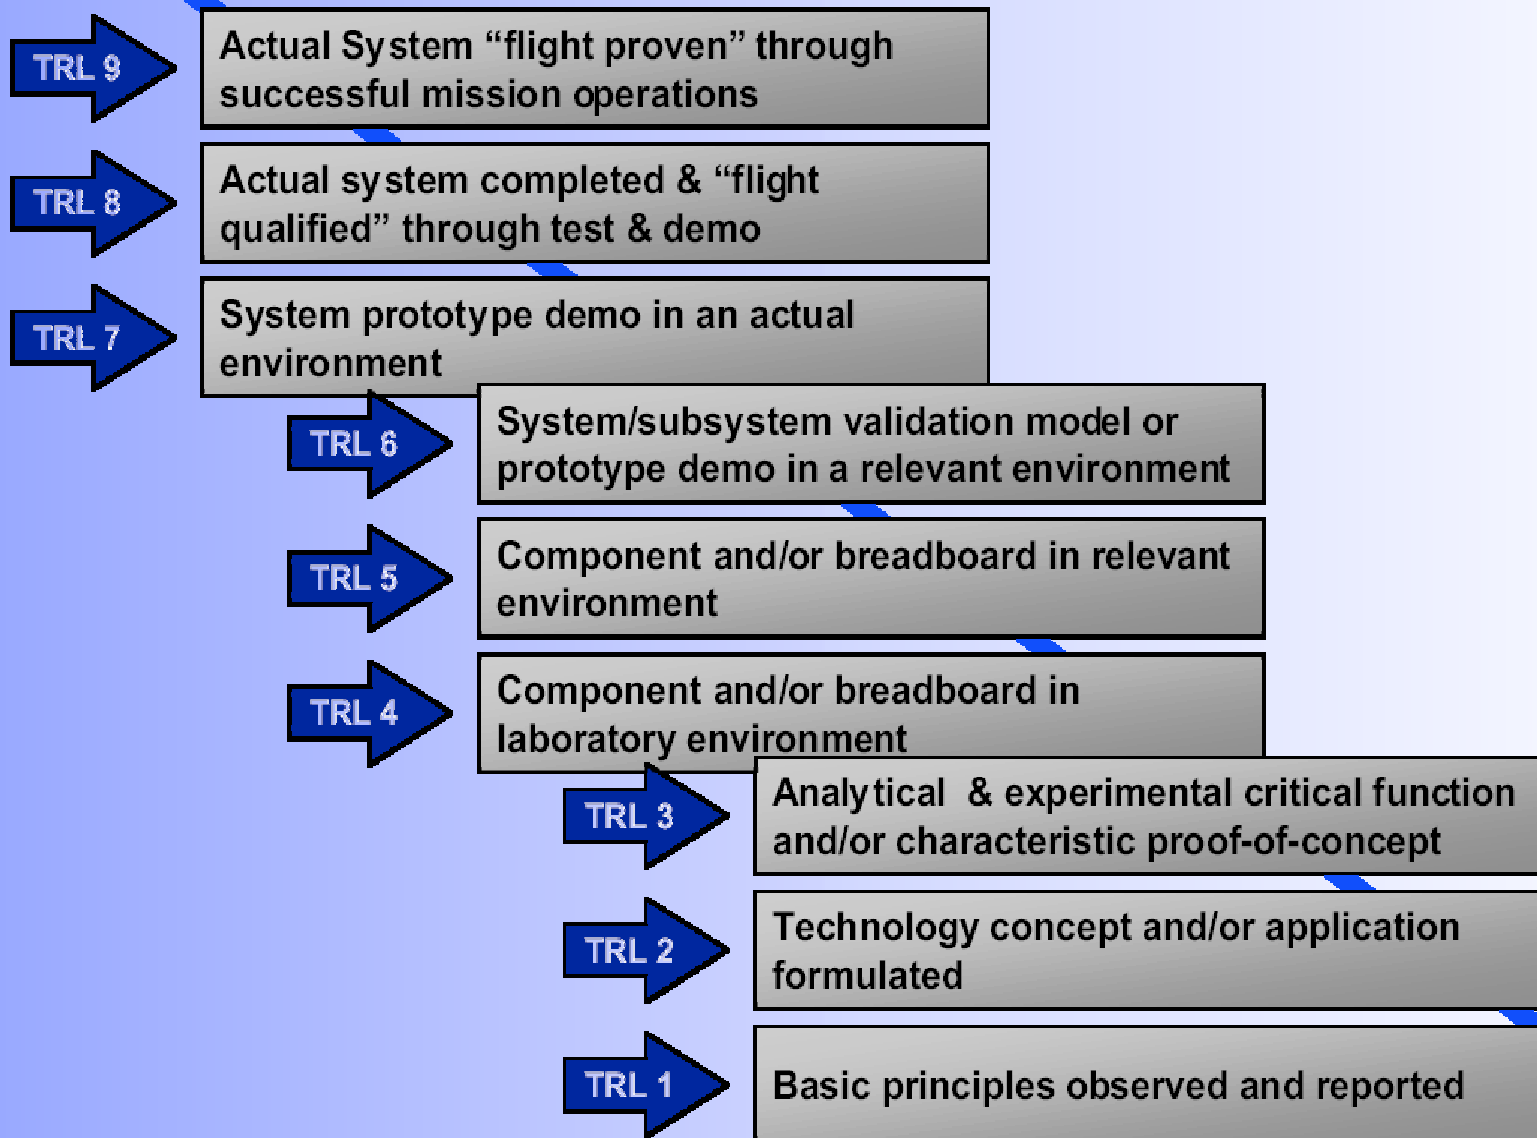 TRL 9
Actual System “flight proven” through
successful mission operations
TRL 8
Actual system completed & “flight
qualified” through test & demo
TRL 7
System prototype demo in an actual
environment
TRL 6
System/subsystem validation model or
prototype demo in a relevant environment
TRL 5
Component and/or breadboard in relevant
environment
TRL 4
Component and/or breadboard in
laboratory environment
TRL 3
Analytical & experimental critical function
and/or characteristic proof-of-concept
TRL 2
Technology concept and/or application
formulated
TRL 1
Basic principles observed and reported